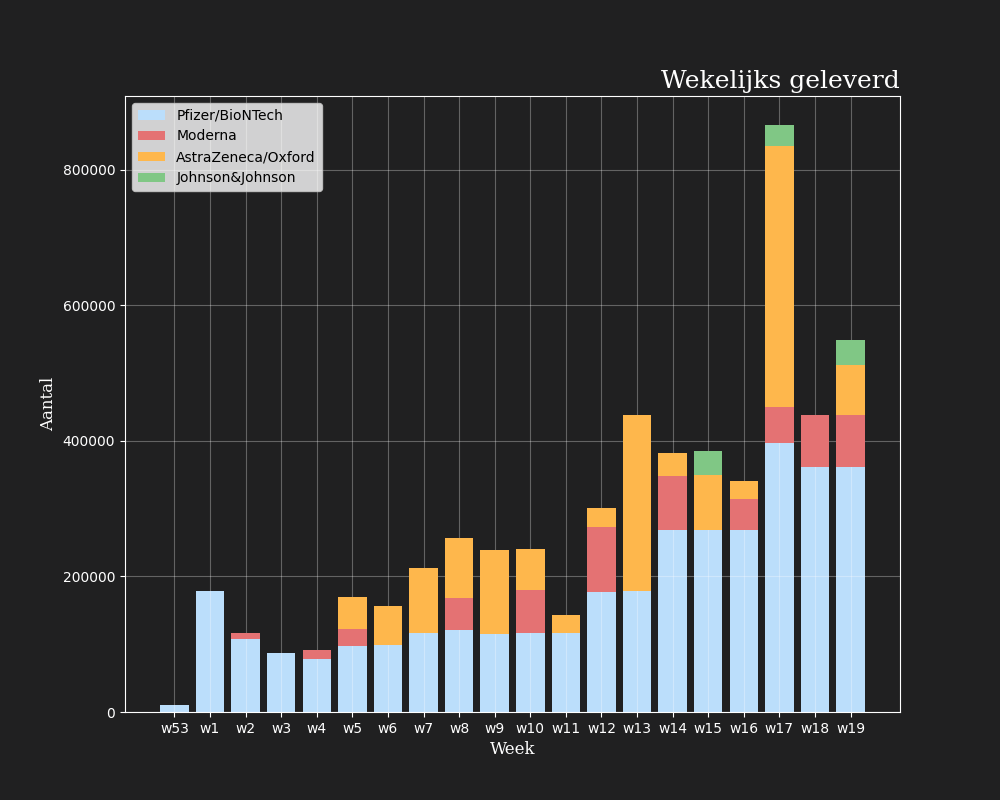 Wekelijks geleverd
Pfizer/BioNTech
Moderna
AstraZeneca/Oxford
Johnson&Johnson
800000
600000
400000
200000
0
Aantal
w53 w1 w2 w3 w4 w5 w6 w7 w8 w9 w10 w11 w12 w13 w14 w15 w16 w17 w18 w19
Week